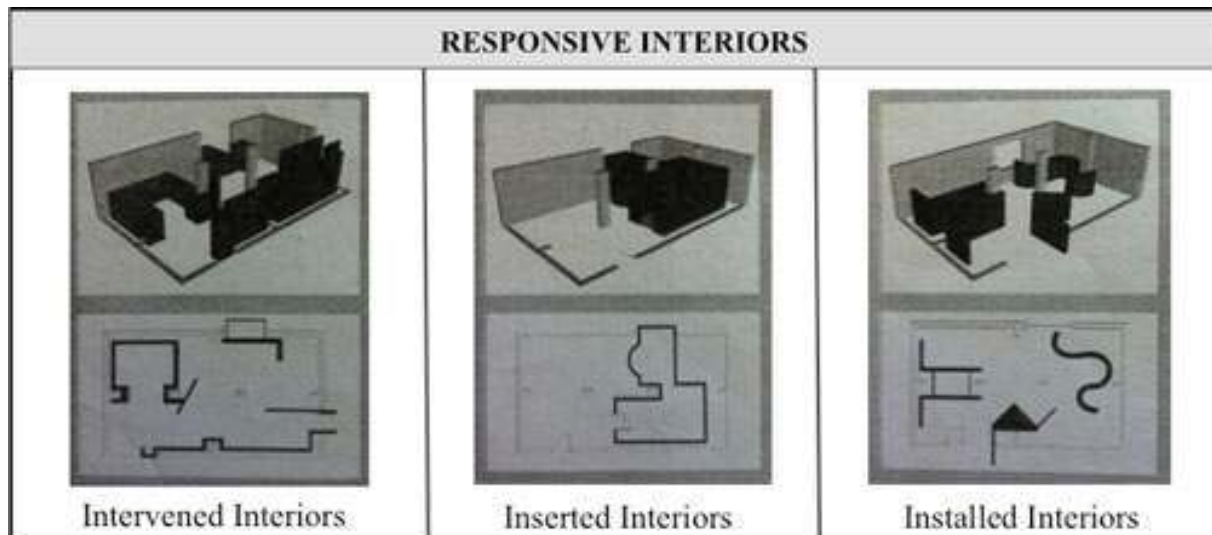 RESPONSIVE INTERIORS
Intervened Interiors
Inserted Interiors
Installed Interiors